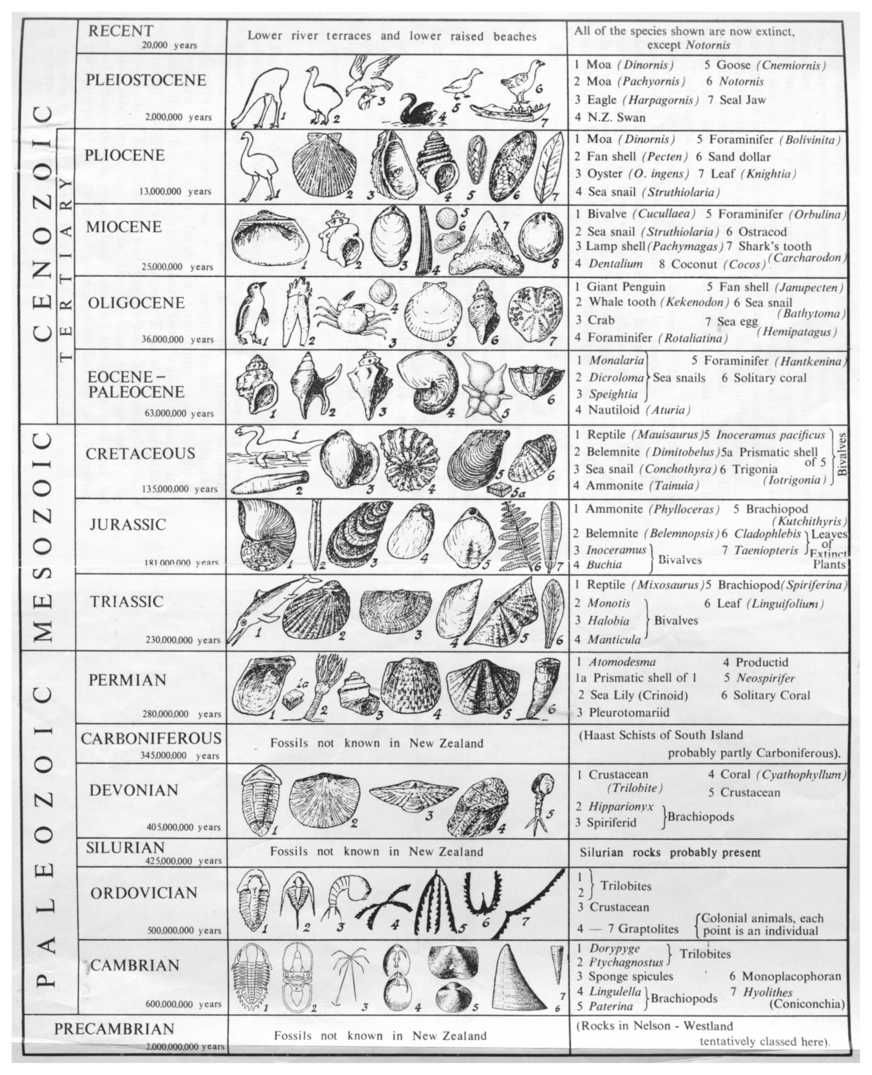 CENOZOIC
TERTIARY
MESOZOIC
PALEOZOIC
RECENT
20,000 years
Lower river terraces and lower raised beaches
All of the species shown are now extinct,
except Notornis
PLEIOSTOCENE
2,000,000 years
1 2 3 4 5 6 7
1 Moa (Dinornis) 5 Goose (Cnemiornis)
2 Moa (Pachyornis) 6 Notornis
3 Eagle (Harpagornis) 7 Seal Jaw
4 N.Z. Swan
PLIOCENE
13,000,000 years
1 2 3 4 5 6 7
1 Moa (Dinornis) 5 Foraminifer (Bolivinita)
2 Fan shell (Pecten) 6 Sand dollar
3 Oyster (O. ingens) 7 Leaf (Knightia)
4 Sea snail (Struthiolaria)
MIOCENE
25,000,000 years
1 2 3 4 5 6 7 8
1 Bivalve (Cucullaea) 5 Foraminifer (Orbulina)
2 Sea snail (Struthiolaria) 6 Ostracod
3 Lamp shell (Pachymagas) 7 Shark's tooth
(Carcharodon)
4 Dentalium 8 Coconut (Cocos)
OLIGOCENE
36,000,000 years
1 2 3 4 5 6 7
1 Giant Penguin 5 Fan shell (Janupecten)
2 Whale tooth (Kekenodon) 6 Sea snail
(Bathytoma)
3 Crab 7 Sea egg
(Hemipatagus)
4 Foraminifer (Rotaliatina)
EOCENE–
PALEOCENE
63,000,000 years
1 2 3 4 5 6
1 Monalaria 5 Foraminifer (Hantkenina)
2 Dicroloma Sea snails 6 Solitary coral
3 Speightia
4 Nautiloid (Aturia)
CRETACEOUS
135,000,000 years
1 2 3 4 5 5a 6
1 Reptile (Mauisaurus) 5 Inoceramus pacificus
2 Belemnite (Dimitobelus) 5a Prismatic shell
of 5
3 Sea snail (Conchothyra) 6 Trigonia
(Iotrigonia)
4 Ammonite (Tainuia)
Bivalves
JURASSIC
181,000,000 years
1 2 3 4 5 6 7
1 Ammonite (Phylloceras) 5 Brachiopod
(Kutchithyris)
2 Belemnite (Belemnopsis) 6 Cladophlebis Leaves
of
3 Inoceramus 7 Taeniopteris Extinct
4 Buchia Bivalves Plants
TRIASSIC
230,000,000 years
1 2 3 4 5 6
1 Reptile (Mixosaurus) 5 Brachiopod (Spiriferina)
2 Monotis 6 Leaf (Linguifolium)
3 Halobia Bivalves
4 Manticula
PERMIAN
280,000,000 years
1 1a 2 3 4 5 6
1 Atomodesma 4 Productid
1a Prismatic shell of 1 5 Neospirifer
2 Sea Lily (Crinoid) 6 Solitary Coral
3 Pleurotomariid
CARBONIFEROUS
345,000,000 years
Fossils not known in New Zealand
(Haast Schists of South Island
probably partly Carboniferous).
DEVONIAN
405,000,000 years
1 2 3 4 5
1 Crustacean 4 Coral (Cyathophyllum)
(Trilobite) 5 Crustacean
2 Hipparionyx
3 Spiriferid Brachiopods
SILURIAN
425,000,000 years
Fossils not known in New Zealand
Silurian rocks probably present
ORDOVICIAN
500,000,000 years
1 2 3 4 5 6 7
1
2 Trilobites
3 Crustacean
4 — 7 Graptolites Colonial animals, each
point is an individual
CAMBRIAN
600,000,000 years
1 2 3 4 5 6 7
1 Dorypyge
2 Ptychagnostus Trilobites
3 Sponge spicules 6 Monoplacophoran
4 Lingulella 7 Hyolithes
5 Paterina Brachiopods (Coniconchia)
PRECAMBRIAN
2,000,000,000 years
Fossils not known in New Zealand
(Rocks in Nelson - Westland
tentatively classed here).